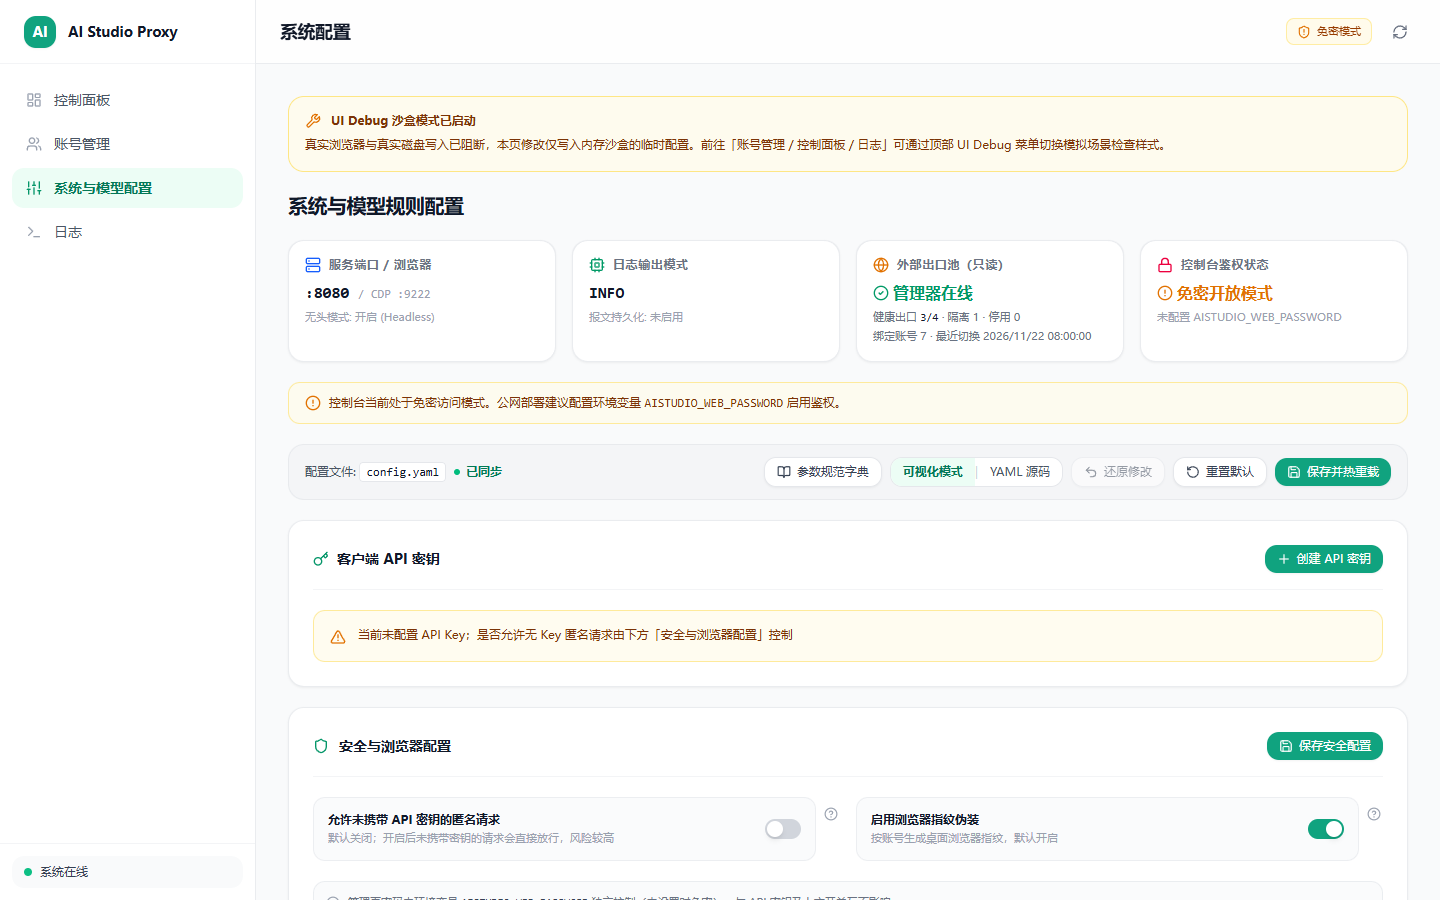 AI
AI Studio Proxy
控制面板
账号管理
系统与模型配置
日志
系统在线
系统配置
免密模式
UI Debug 沙盒模式已启动
真实浏览器与真实磁盘写入已阻断，本页修改仅写入内存沙盒的临时配置。前往「账号管理 / 控制面板 / 日志」可通过顶部 UI Debug 菜单切换模拟场景检查样式。
系统与模型规则配置
服务端口 / 浏览器
:8080 / CDP :9222
无头模式: 开启 (Headless)
日志输出模式
INFO
报文持久化: 未启用
外部出口池（只读）
管理器在线
健康出口 3/4 · 隔离 1 · 停用 0
绑定账号 7 · 最近切换 2026/11/22 08:00:00
控制台鉴权状态
免密开放模式
未配置 AISTUDIO_WEB_PASSWORD
控制台当前处于免密访问模式。公网部署建议配置环境变量 AISTUDIO_WEB_PASSWORD 启用鉴权。
配置文件: config.yaml 已同步
参数规范字典
可视化模式
YAML 源码
还原修改
重置默认
保存并热重载
客户端 API 密钥
创建 API 密钥
当前未配置 API Key；是否允许无 Key 匿名请求由下方「安全与浏览器配置」控制
安全与浏览器配置
保存安全配置
允许未携带 API 密钥的匿名请求
默认关闭；开启后未携带密钥的请求会直接放行，风险较高
启用浏览器指纹伪装
按账号生成桌面浏览器指纹，默认开启